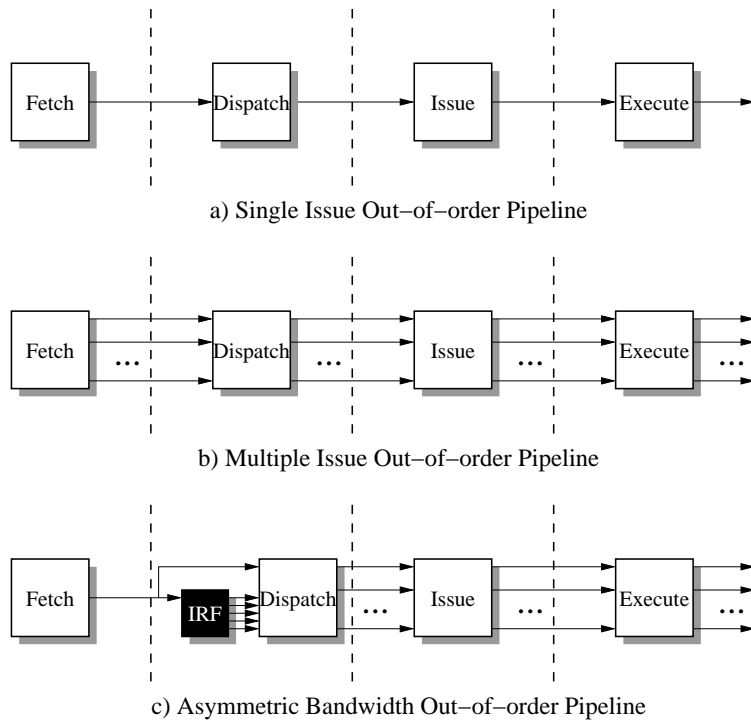 Fetch Dispatch Issue Execute
a) Single Issue Out−of−order Pipeline
Fetch Dispatch Issue Execute
... ... ... ...
b) Multiple Issue Out−of−order Pipeline
Fetch IRF Dispatch Issue Execute
... ... ...
c) Asymmetric Bandwidth Out−of−order Pipeline